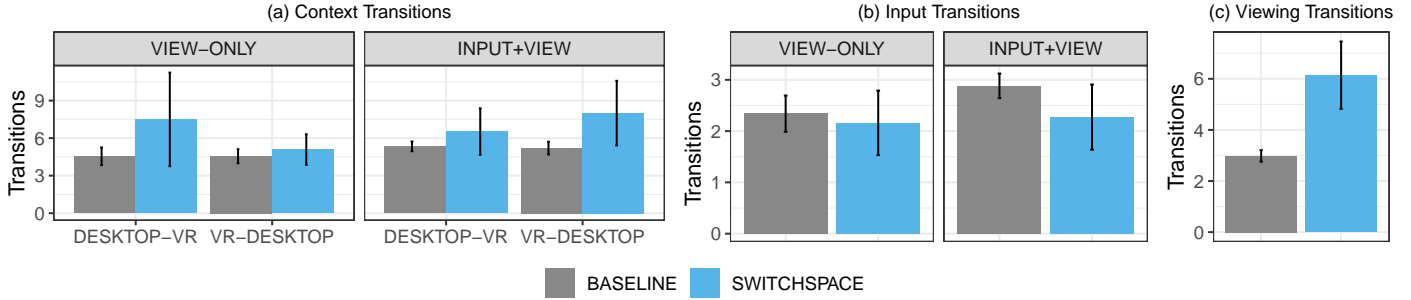 (a) Context Transitions
VIEW−ONLY
INPUT+VIEW
Transitions
9
6
3
0
DESKTOP−VR
VR−DESKTOP
DESKTOP−VR
VR−DESKTOP
(b) Input Transitions
VIEW−ONLY
INPUT+VIEW
Transitions
3
2
1
0
(c) Viewing Transitions
Transitions
6
4
2
0
BASELINE
SWITCHSPACE